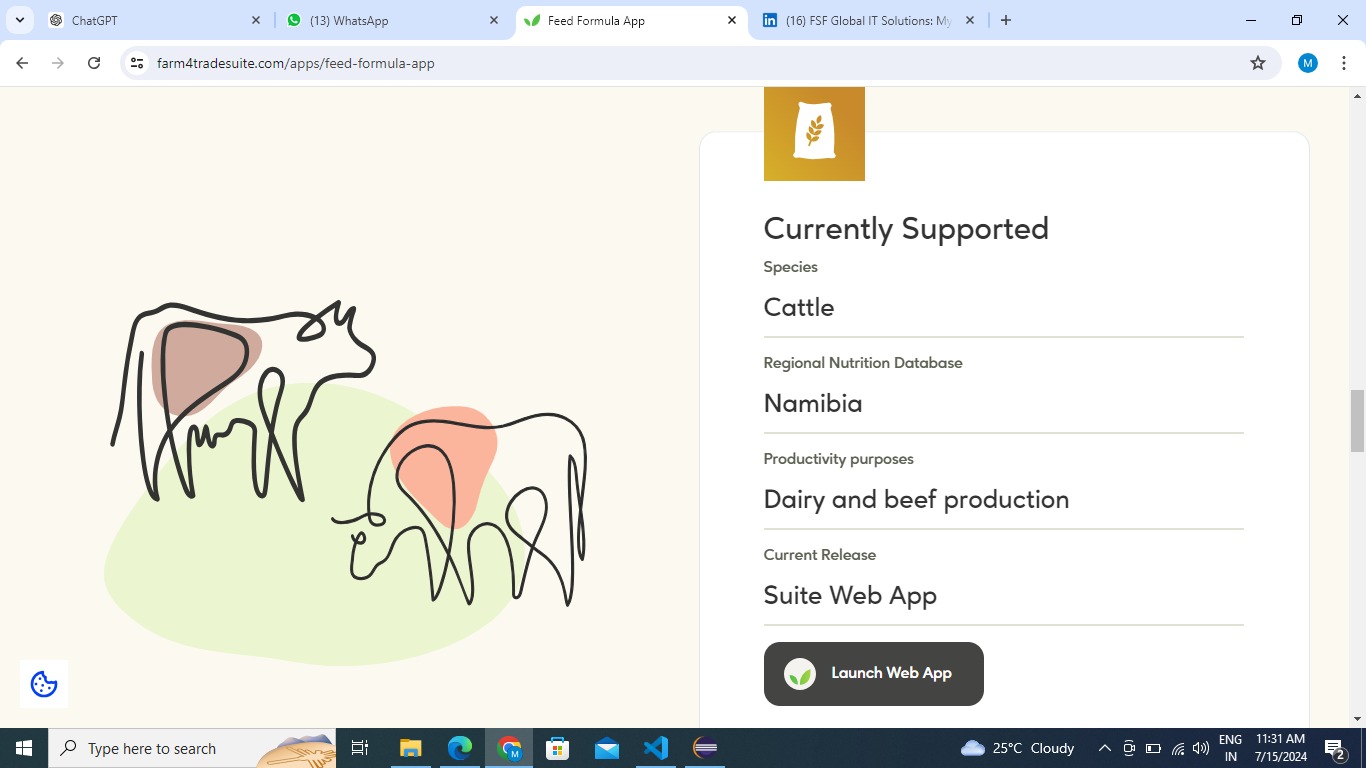 ChatGPT
(13) WhatsApp
Feed Formula App
(16) FSF Global IT Solutions: My
farm4tradesuite.com/apps/feed-formula-app
M
Currently Supported
Species
Cattle
Regional Nutrition Database
Namibia
Productivity purposes
Dairy and beef production
Current Release
Suite Web App
Launch Web App
Type here to search
25°C Cloudy
ENG
IN
11:31 AM
7/15/2024
2